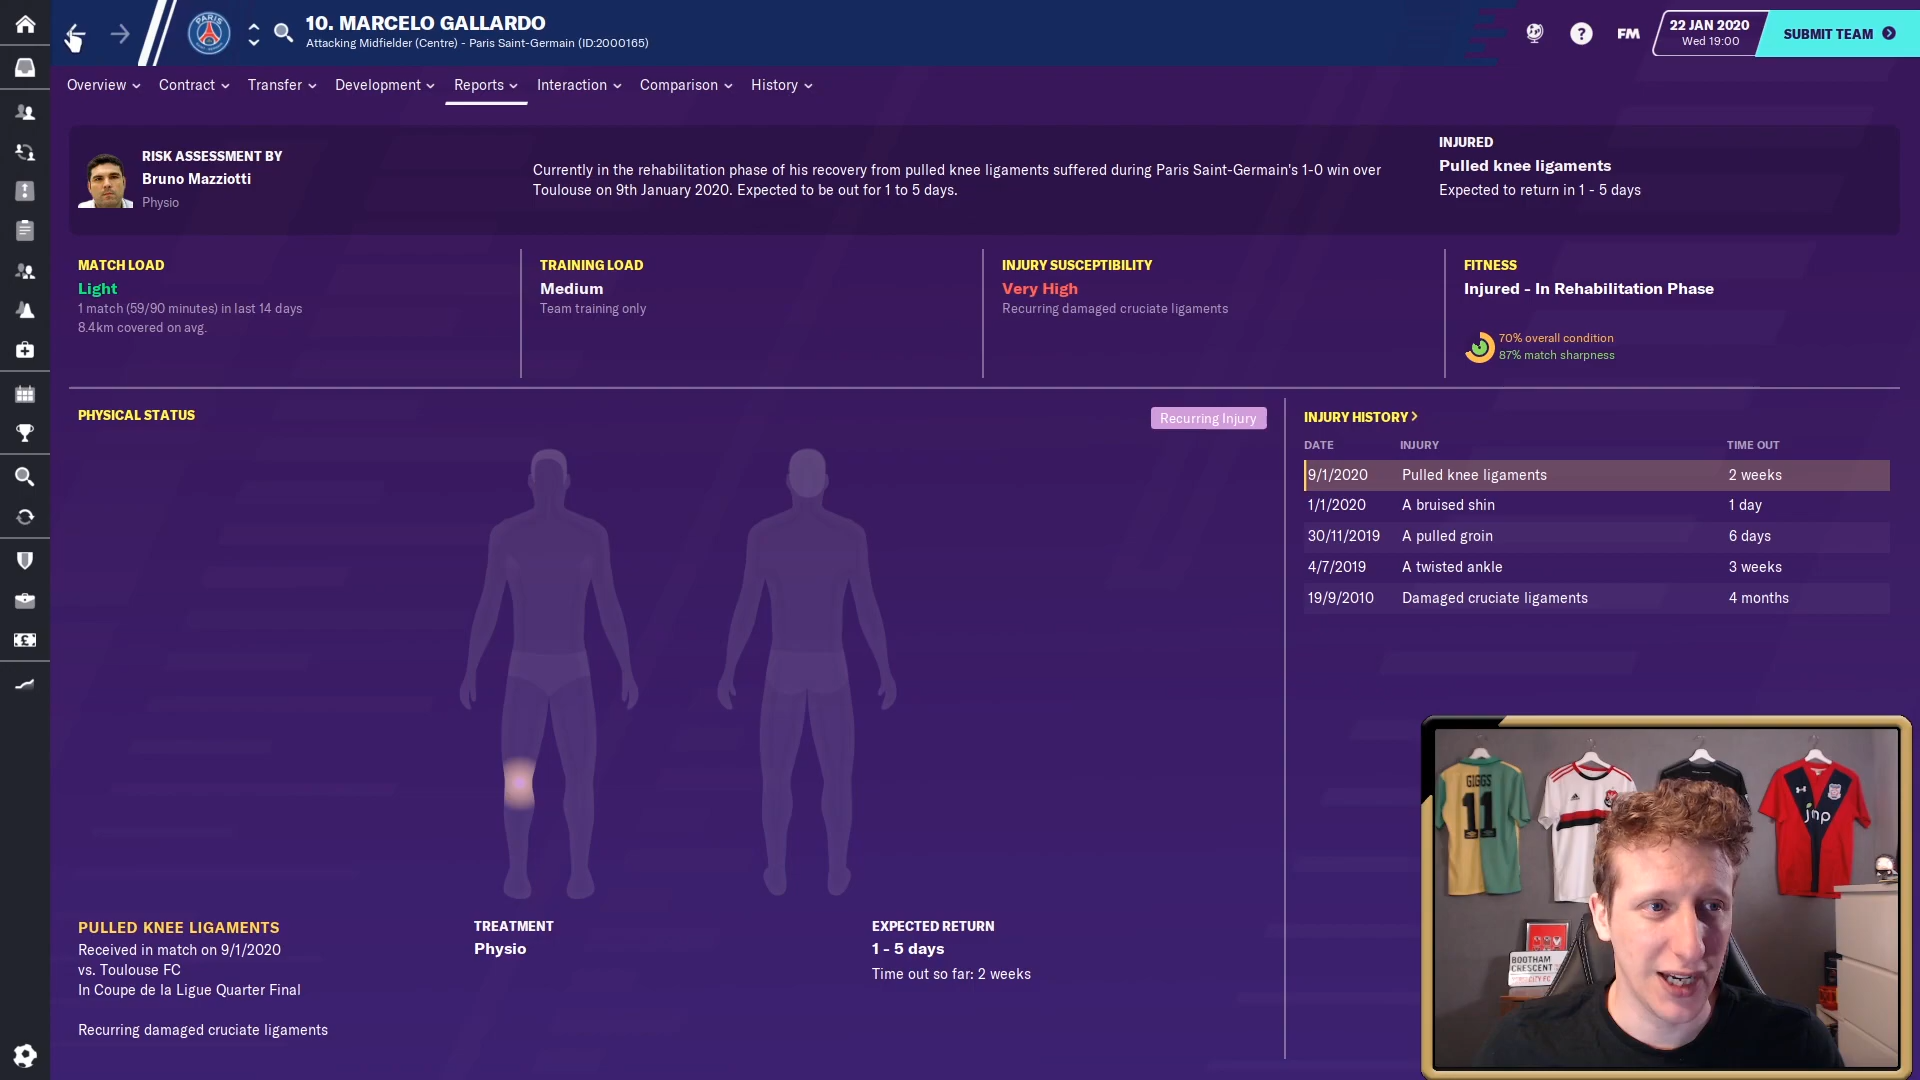 10. MARCELO GALLARDO
Attacking Midfielder (Centre) - Paris Saint-Germain (ID:2000165)
PARIS
?
FM
22 JAN 2020
Wed 19:00
SUBMIT TEAM
Overview
Contract
Transfer
Development
Reports
Interaction
Comparison
History
RISK ASSESSMENT BY
Bruno Mazziotti
Physio
Currently in the rehabilitation phase of his recovery from pulled knee ligaments suffered during Paris Saint-Germain's 1-0 win over
Toulouse on 9th January 2020. Expected to be out for 1 to 5 days.
INJURED
Pulled knee ligaments
Expected to return in 1 - 5 days
MATCH LOAD
Light
1 match (59/90 minutes) in last 14 days
8.4km covered on avg.
TRAINING LOAD
Medium
Team training only
INJURY SUSCEPTIBILITY
Very High
Recurring damaged cruciate ligaments
FITNESS
Injured - In Rehabilitation Phase
70% overall condition
87% match sharpness
PHYSICAL STATUS
Recurring Injury
INJURY HISTORY >
DATE INJURY TIME OUT
9/1/2020 Pulled knee ligaments 2 weeks
1/1/2020 A bruised shin 1 day
30/11/2019 A pulled groin 6 days
4/7/2019 A twisted ankle 3 weeks
19/9/2010 Damaged cruciate ligaments 4 months
PULLED KNEE LIGAMENTS
Received in match on 9/1/2020
vs. Toulouse FC
In Coupe de la Ligue Quarter Final
Recurring damaged cruciate ligaments
TREATMENT
Physio
EXPECTED RETURN
1 - 5 days
Time out so far: 2 weeks
GIGGS
11
jmp
BOOTHAM
CRESCENT